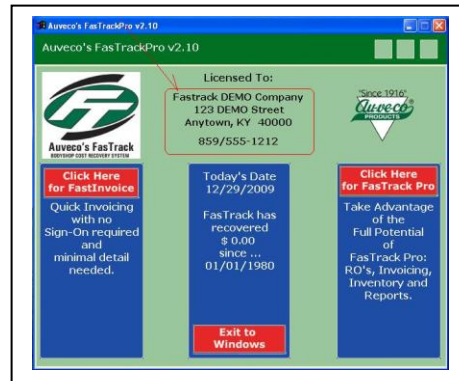 Auveco's FasTrackPro v2.10
Auveco's FasTrackPro v2.10
Licensed To:
Fastrack DEMO Company
123 DEMO Street
Anytown, KY 40000
859/555-1212
Auveco's FasTrack
BODYSHOP COST RECOVERY SYSTEM
"Since 1916"
Auveco
PRODUCTS
Click Here
for FastInvoice
Quick Invoicing
with no
Sign-On required
and
minimal detail
needed.
Today's Date
12/29/2009
FasTrack has
recovered
$ 0.00
since ...
01/01/1980
Exit to
Windows
Click Here
for FasTrack Pro
Take Advantage
of the
Full Potential
of
FasTrack Pro:
RO's, Invoicing,
Inventory and
Reports.